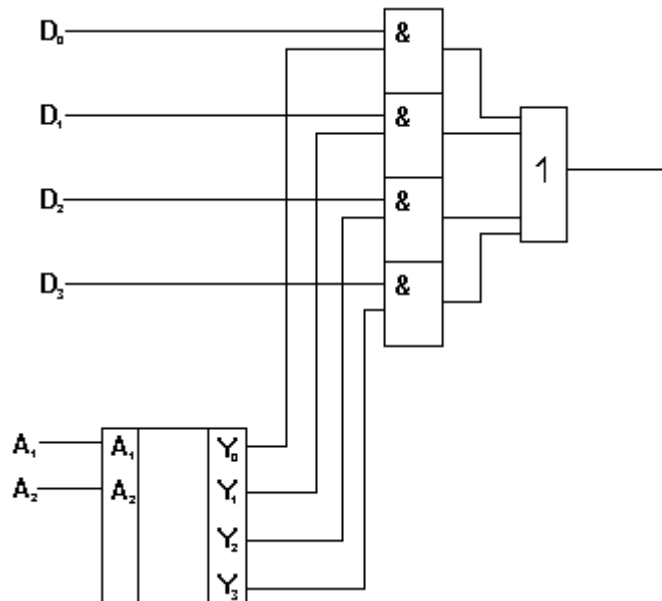 D₀ &
D₁ &
1
D₂ &
D₃ &
A₁ A₁ Y₀
A₂ A₂ Y₁
Y₂
Y₃